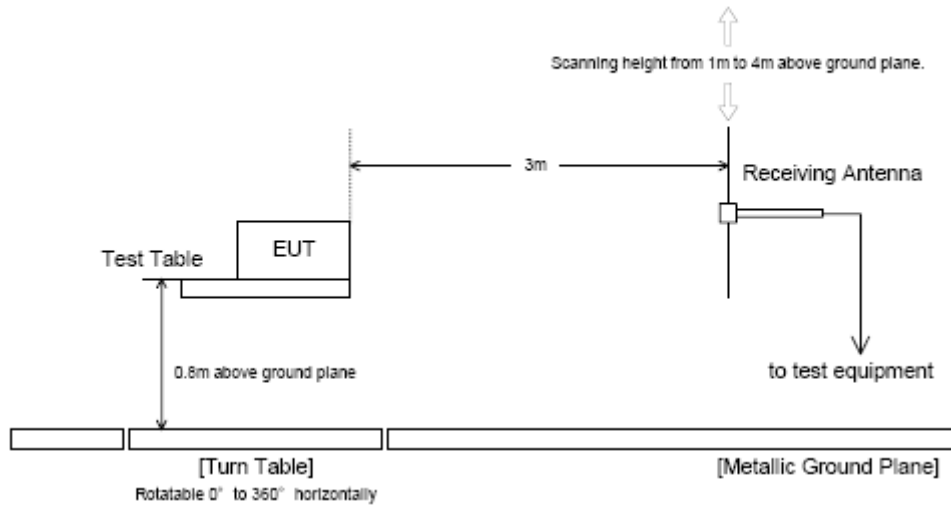 Scanning height from 1m to 4m above ground plane.
3m
Receiving Antenna
EUT
Test Table
0.8m above ground plane
to test equipment
[Turn Table]
[Metallic Ground Plane]
Rotatable 0° to 360° horizontally